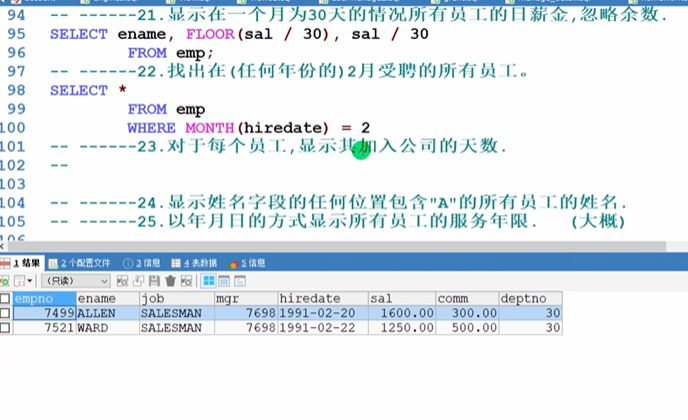 94 -- ------21.显示在一个月为30天的情况所有员工的日薪金,忽略余数.
95 SELECT ename, FLOOR(sal / 30), sal / 30
96 FROM emp;
97 -- ------22.找出在(任何年份的)2月受聘的所有员工。
98 SELECT *
99 FROM emp
100 WHERE MONTH(hiredate) = 2
101 -- ------23.对于每个员工,显示其加入公司的天数.
102 --
103
104 -- ------24.显示姓名字段的任何位置包含"A"的所有员工的姓名.
105 -- ------25.以年月日的方式显示所有员工的服务年限. (大概)
106
1 结果 2 个配置文件 3 信息 4 表数据 5 信息
(只读)
empno ename job mgr hiredate sal comm deptno
7499 ALLEN SALESMAN 7698 1991-02-20 1600.00 300.00 30
7521 WARD SALESMAN 7698 1991-02-22 1250.00 500.00 30